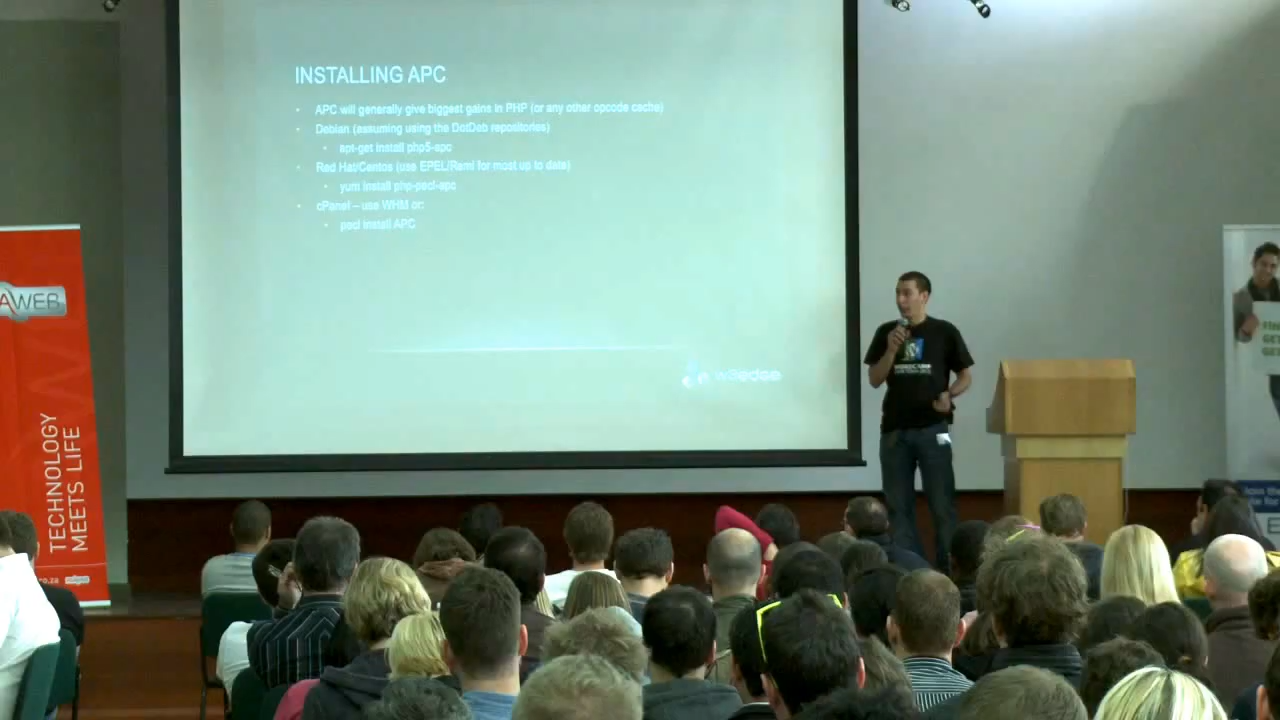 INSTALLING APC
• APC will generally give biggest gains in PHP (or any other opcode cache)
• Debian (assuming using the DotDeb repositories)
• apt-get install php5-apc
• Red Hat/Centos (use EPEL/Remi for most up to date)
• yum install php-pecl-apc
• cPanel – use WHM or:
• pecl install APC
w3edge
AWEB
TECHNOLOGY
MEETS LIFE